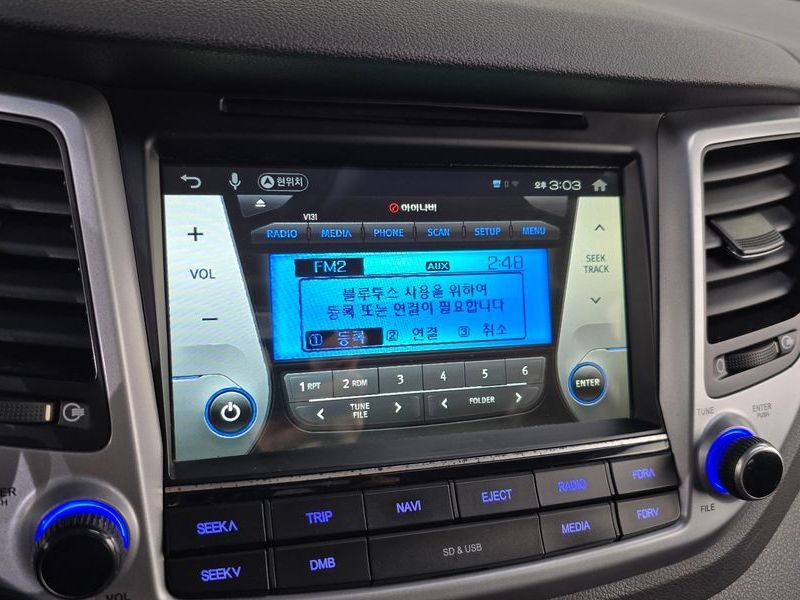 현위치
오후 3:03
아이나비
V131
RADIO MEDIA PHONE SCAN SETUP MENU
+
VOL
−
SEEK
TRACK
FM2 AUX 2:48
블루투스 사용을 위하여
등록 또는 연결이 필요합니다
① 등록 ② 연결 ③ 취소
1 RPT 2 RDM 3 4 5 6
< TUNE FILE > < FOLDER >
ENTER
TUNE
ENTER
PUSH
FILE
SEEK∧ TRIP NAVI EJECT RADIO FDR∧
SEEK∨ DMB SD & USB MEDIA FDR∨
VOL